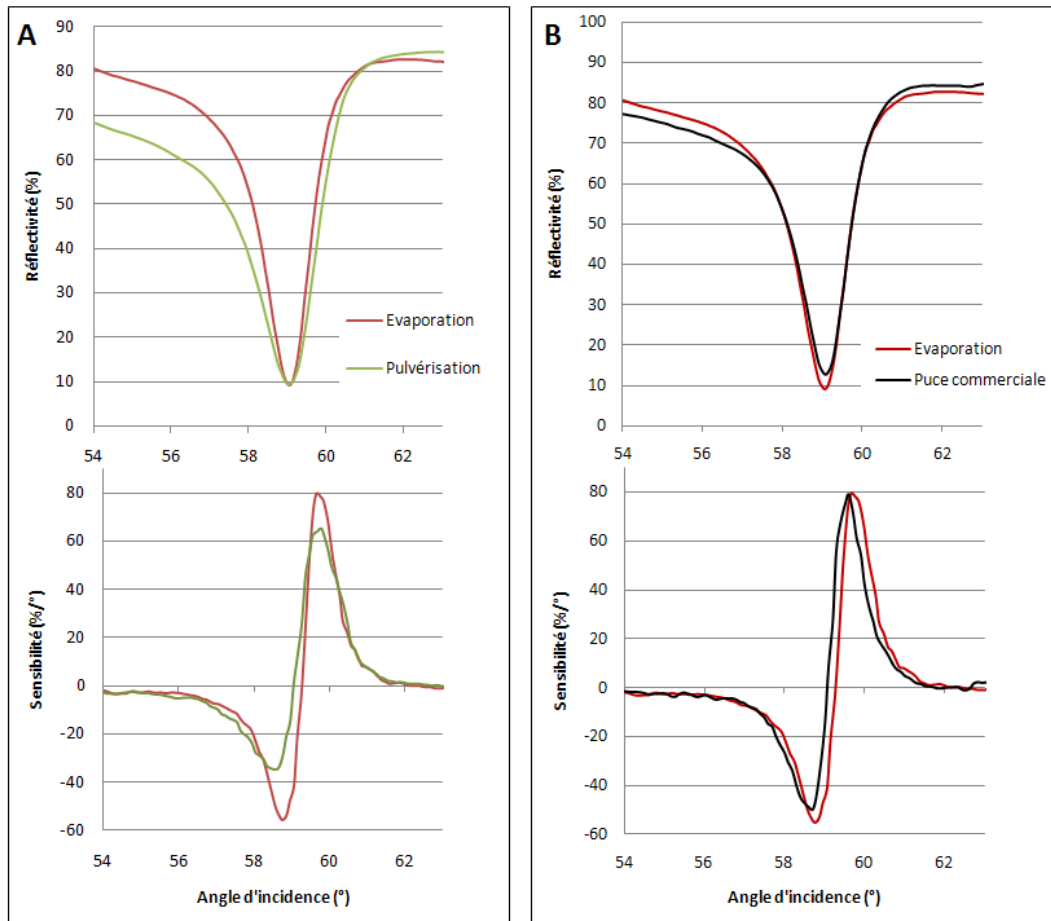 A
90
80
70
60
50
40
30
20
10
0
Réflectivité (%)
Evaporation
Pulvérisation
54 56 58 60 62
80
60
40
20
0
-20
-40
-60
Sensibilité (%/°)
54 56 58 60 62
Angle d'incidence (°)
B
100
90
80
70
60
50
40
30
20
10
0
Réflectivité (%)
Evaporation
Puce commerciale
54 56 58 60 62
80
60
40
20
0
-20
-40
-60
Sensibilité (%/°)
54 56 58 60 62
Angle d'incidence (°)